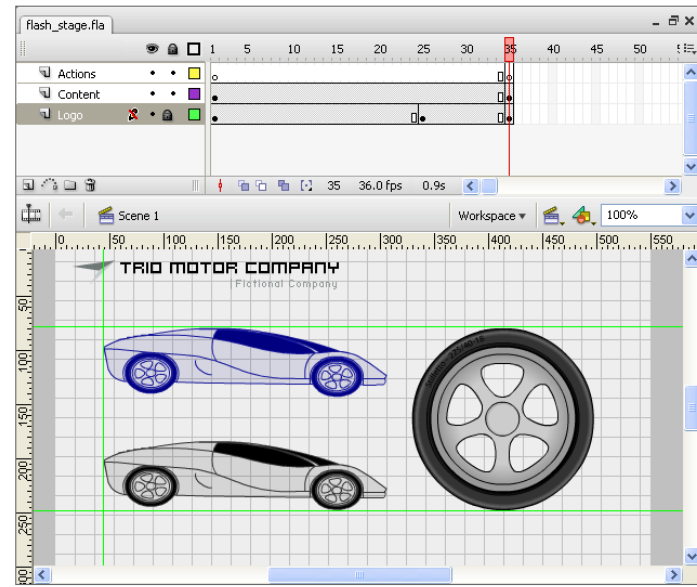 flash_stage.fla
1 5 10 15 20 25 30 35 40 45 50
Actions
Content
Logo
35 36.0 fps 0.9s
Scene 1 Workspace 100%
0 50 100 150 200 250 300 350 400 450 500 550
TRIO MOTOR COMPANY
Fictional Company
50
100
150
200
250